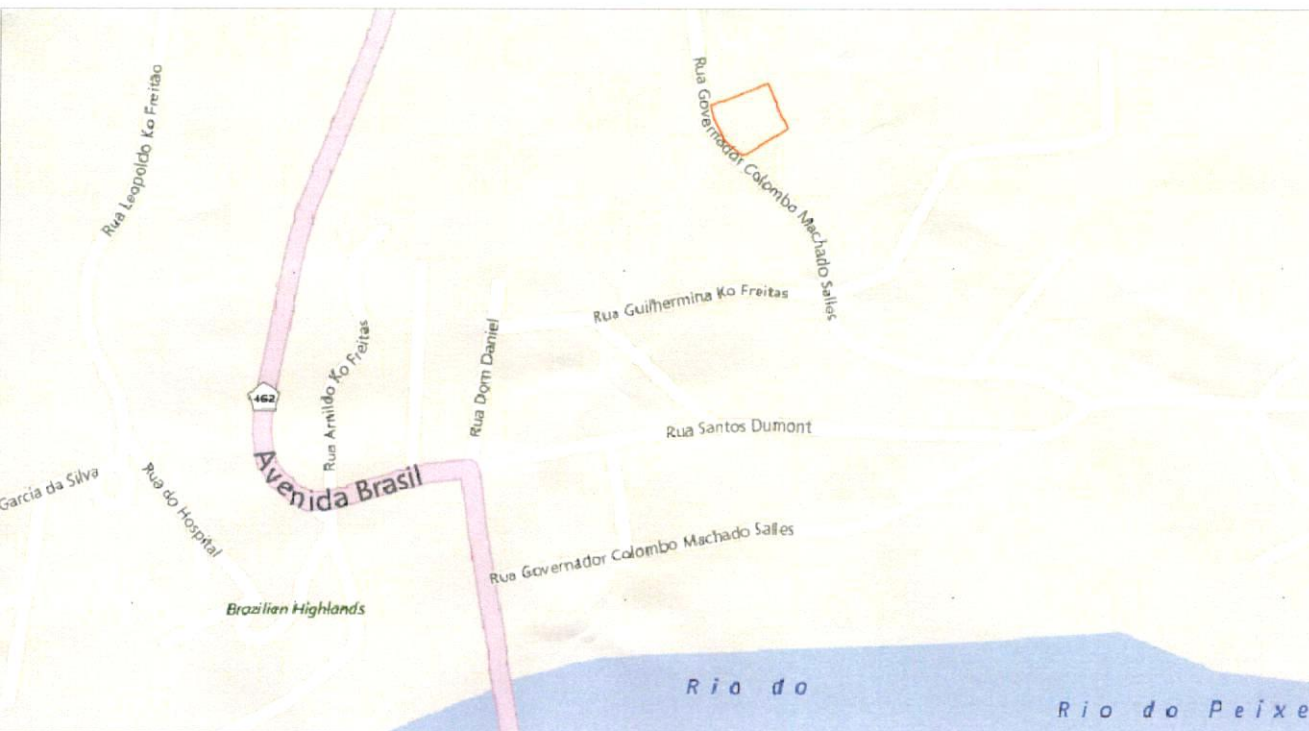 Rua Leopoldo Ko Freitao
Rua Governador Colombo Machado Salles
Rua Guilhermina Ko Freitas
Rua Dom Daniel
Rua Arnildo Ko Freitas
462
Rua Santos Dumont
Avenida Brasil
Garcia da Silva
Rua do Hospital
Rua Governador Colombo Machado Salles
Brazilian Highlands
Rio do
Rio do Peixe